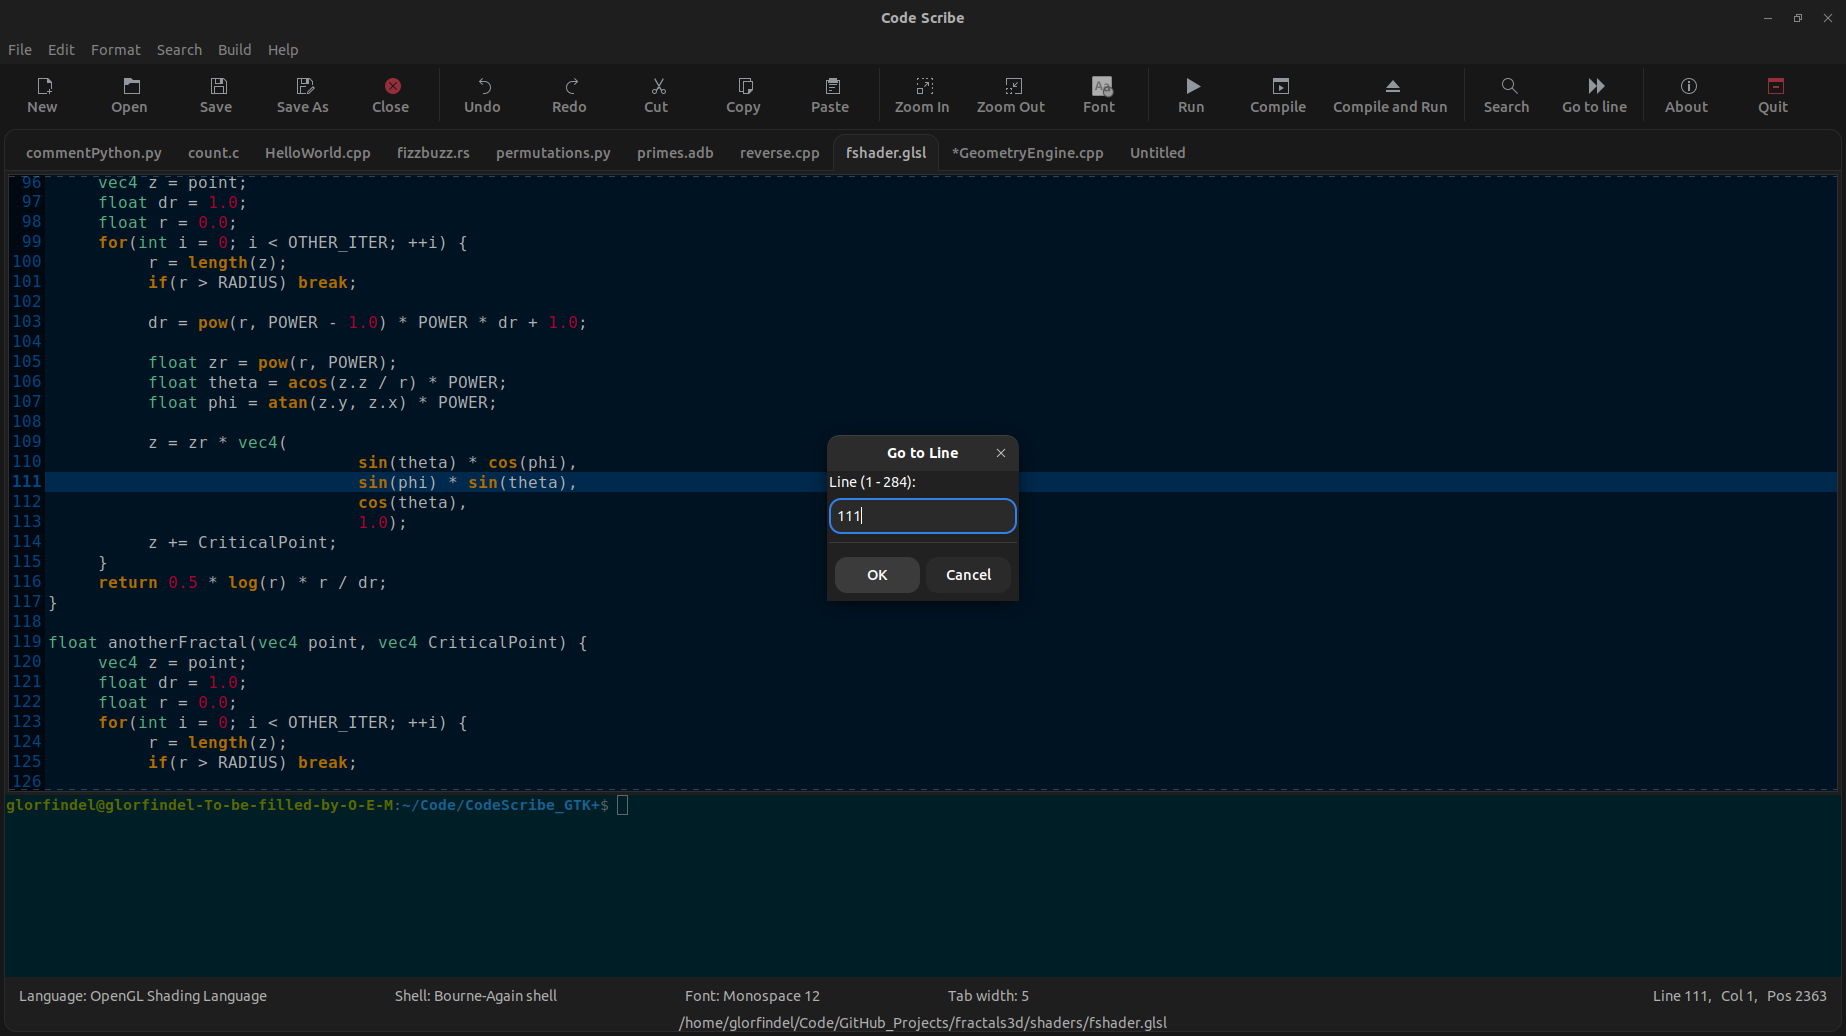 Code Scribe
File Edit Format Search Build Help
New Open Save Save As Close Undo Redo Cut Copy Paste Zoom In Zoom Out Font Run Compile Compile and Run Search Go to line About Quit
commentPython.py count.c HelloWorld.cpp fizzbuzz.rs permutations.py primes.adb reverse.cpp fshader.glsl *GeometryEngine.cpp Untitled
96 vec4 z = point;
97 float dr = 1.0;
98 float r = 0.0;
99 for(int i = 0; i < OTHER_ITER; ++i) {
100 r = length(z);
101 if(r > RADIUS) break;
102
103 dr = pow(r, POWER - 1.0) * POWER * dr + 1.0;
104
105 float zr = pow(r, POWER);
106 float theta = acos(z.z / r) * POWER;
107 float phi = atan(z.y, z.x) * POWER;
108
109 z = zr * vec4(
110 sin(theta) * cos(phi),
111 sin(phi) * sin(theta),
112 cos(theta),
113 1.0);
114 z += CriticalPoint;
115 }
116 return 0.5 * log(r) * r / dr;
117 }
118
119 float anotherFractal(vec4 point, vec4 CriticalPoint) {
120 vec4 z = point;
121 float dr = 1.0;
122 float r = 0.0;
123 for(int i = 0; i < OTHER_ITER; ++i) {
124 r = length(z);
125 if(r > RADIUS) break;
126
Go to Line
Line (1 - 284):
111
OK Cancel
glorfindel@glorfindel-To-be-filled-by-O-E-M:~/Code/CodeScribe_GTK+$
Language: OpenGL Shading Language Shell: Bourne-Again shell Font: Monospace 12 Tab width: 5 Line 111, Col 1, Pos 2363
/home/glorfindel/Code/GitHub_Projects/fractals3d/shaders/fshader.glsl